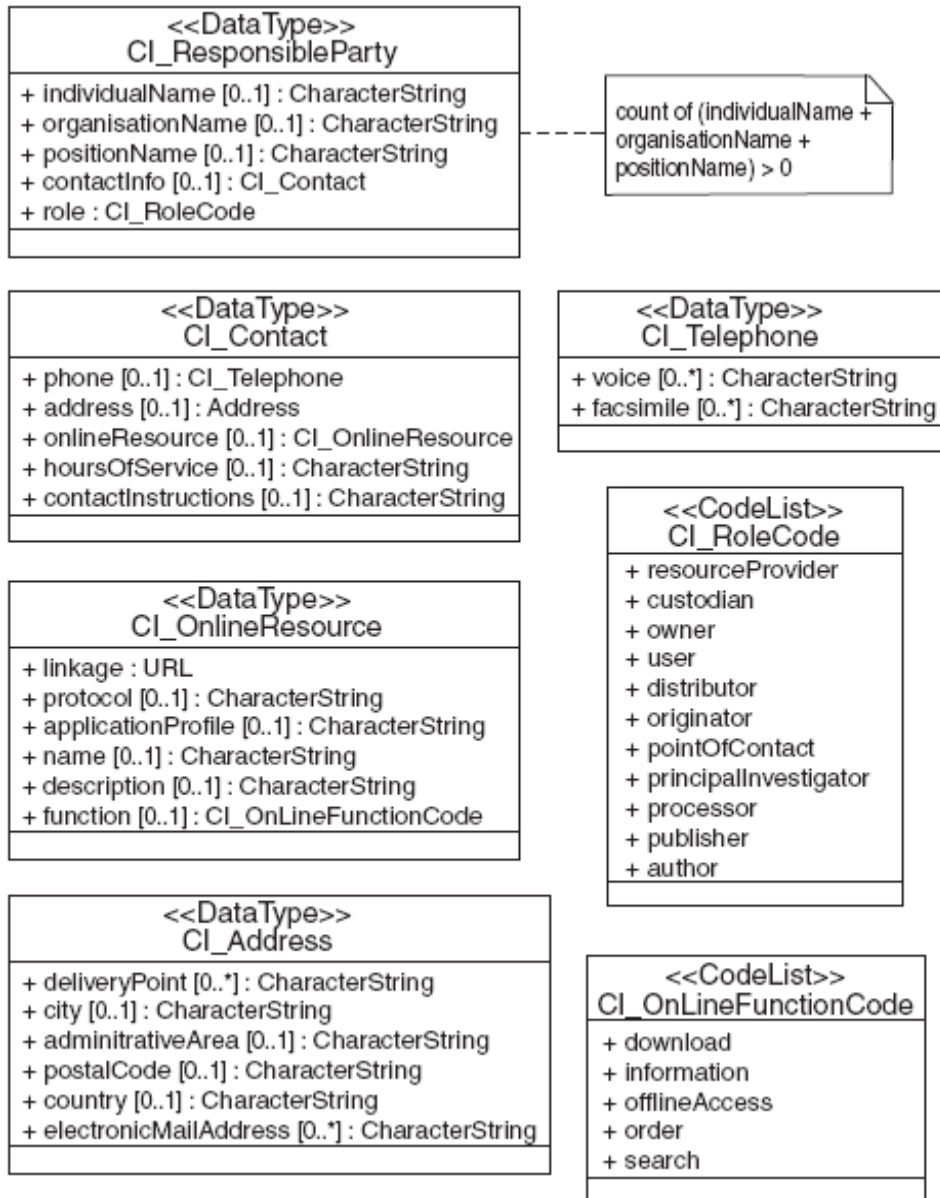 <<DataType>>
CI_ResponsibleParty
+ individualName [0..1] : CharacterString
+ organisationName [0..1] : CharacterString
+ positionName [0..1] : CharacterString
+ contactInfo [0..1] : CI_Contact
+ role : CI_RoleCode
count of (individualName +
organisationName +
positionName) > 0
<<DataType>>
CI_Contact
+ phone [0..1] : CI_Telephone
+ address [0..1] : Address
+ onlineResource [0..1] : CI_OnlineResource
+ hoursOfService [0..1] : CharacterString
+ contactInstructions [0..1] : CharacterString
<<DataType>>
CI_Telephone
+ voice [0..*] : CharacterString
+ facsimile [0..*] : CharacterString
<<CodeList>>
CI_RoleCode
+ resourceProvider
+ custodian
+ owner
+ user
+ distributor
+ originator
+ pointOfContact
+ principalInvestigator
+ processor
+ publisher
+ author
<<DataType>>
CI_OnlineResource
+ linkage : URL
+ protocol [0..1] : CharacterString
+ applicationProfile [0..1] : CharacterString
+ name [0..1] : CharacterString
+ description [0..1] : CharacterString
+ function [0..1] : CI_OnLineFunctionCode
<<DataType>>
CI_Address
+ deliveryPoint [0..*] : CharacterString
+ city [0..1] : CharacterString
+ adminitrativeArea [0..1] : CharacterString
+ postalCode [0..1] : CharacterString
+ country [0..1] : CharacterString
+ electronicMailAddress [0..*] : CharacterString
<<CodeList>>
CI_OnLineFunctionCode
+ download
+ information
+ offlineAccess
+ order
+ search